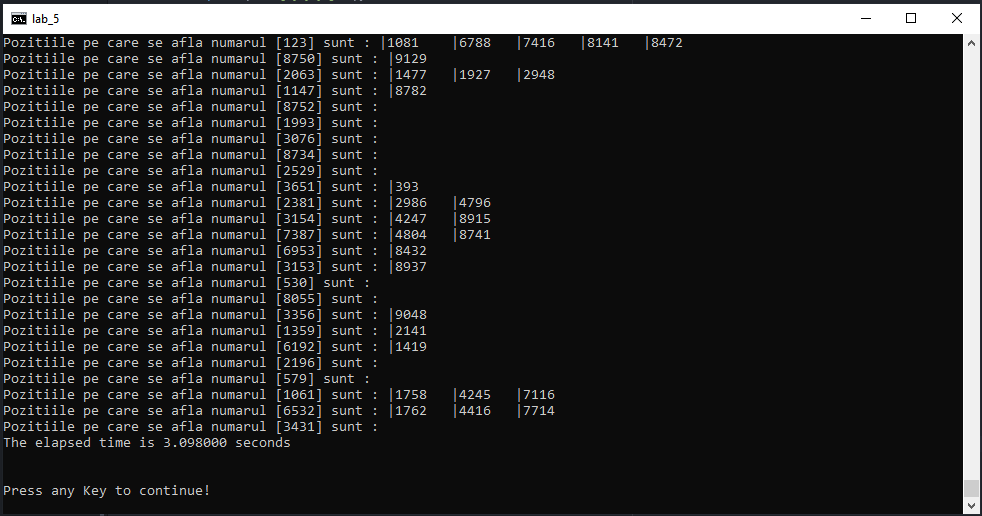 lab_5
Pozitiile pe care se afla numarul [123] sunt : |1081 |6788 |7416 |8141 |8472
Pozitiile pe care se afla numarul [8750] sunt : |9129
Pozitiile pe care se afla numarul [2063] sunt : |1477 |1927 |2948
Pozitiile pe care se afla numarul [1147] sunt : |8782
Pozitiile pe care se afla numarul [8752] sunt :
Pozitiile pe care se afla numarul [1993] sunt :
Pozitiile pe care se afla numarul [3076] sunt :
Pozitiile pe care se afla numarul [8734] sunt :
Pozitiile pe care se afla numarul [2529] sunt :
Pozitiile pe care se afla numarul [3651] sunt : |393
Pozitiile pe care se afla numarul [2381] sunt : |2986 |4796
Pozitiile pe care se afla numarul [3154] sunt : |4247 |8915
Pozitiile pe care se afla numarul [7387] sunt : |4804 |8741
Pozitiile pe care se afla numarul [6953] sunt : |8432
Pozitiile pe care se afla numarul [3153] sunt : |8937
Pozitiile pe care se afla numarul [530] sunt :
Pozitiile pe care se afla numarul [8055] sunt :
Pozitiile pe care se afla numarul [3356] sunt : |9048
Pozitiile pe care se afla numarul [1359] sunt : |2141
Pozitiile pe care se afla numarul [6192] sunt : |1419
Pozitiile pe care se afla numarul [2196] sunt :
Pozitiile pe care se afla numarul [579] sunt :
Pozitiile pe care se afla numarul [1061] sunt : |1758 |4245 |7116
Pozitiile pe care se afla numarul [6532] sunt : |1762 |4416 |7714
Pozitiile pe care se afla numarul [3431] sunt :
The elapsed time is 3.098000 seconds
Press any Key to continue!